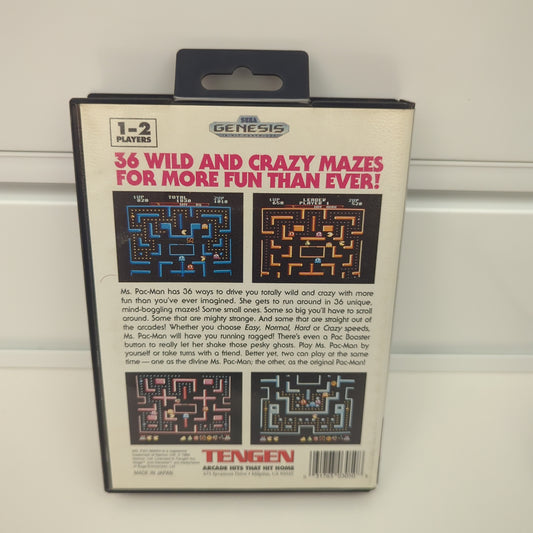 1-2
PLAYERS
SEGA
GENESIS
36 WILD AND CRAZY MAZES
FOR MORE FUN THAN EVER!
1UP TOTAL 2UP
1UP LEADER 2UP
PLAYER
Ms. Pac-Man has 36 ways to drive you totally wild and crazy with more
fun than you've ever imagined. She gets to run around in 36 unique,
mind-boggling mazes! Some small ones. Some so big you'll have to scroll
around. Some that are mighty strange. And some that are straight out of
the arcades! Whether you choose Easy, Normal, Hard or Crazy speeds,
Ms. Pac-Man will have you running ragged! There's even a Pac Booster
button to really let her shake those pesky ghosts. Play Ms. Pac-Man by
yourself or take turns with a friend. Better yet, two can play at the same
time — one as the divine Ms. Pac-Man; the other, as the original Pac-Man!
MADE IN JAPAN
TENGEN
ARCADE HITS THAT HIT HOME